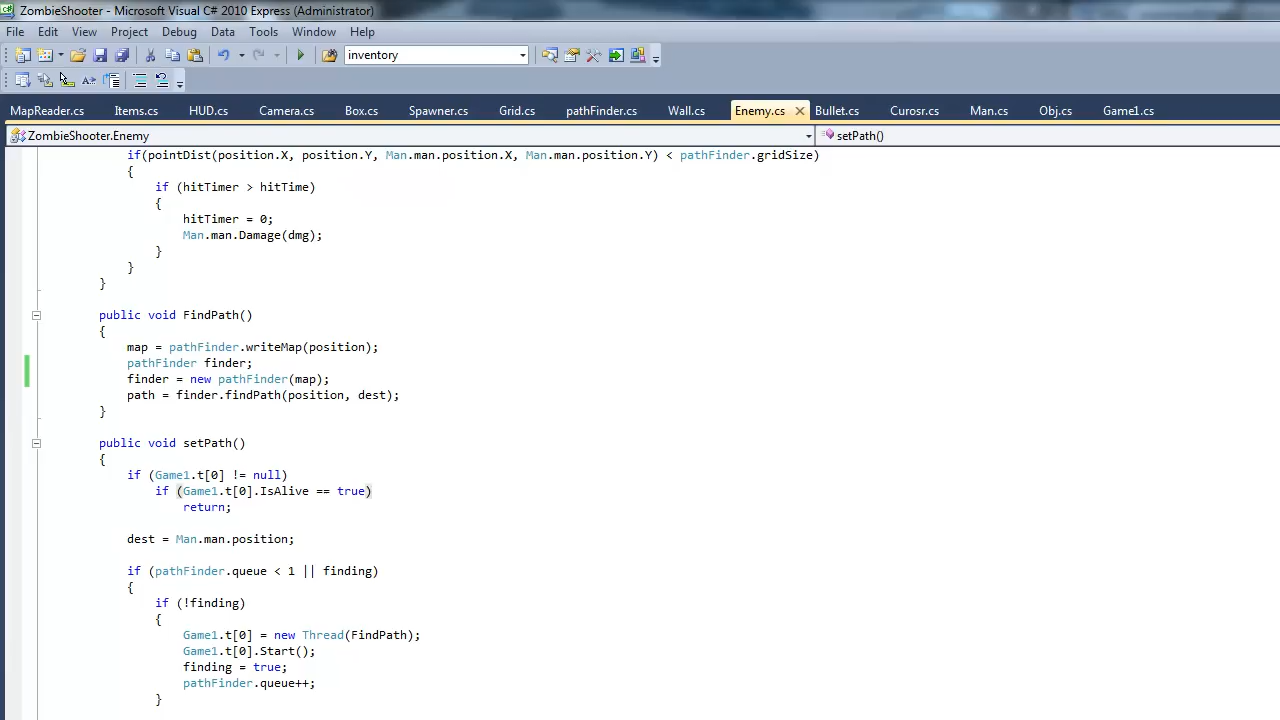 ZombieShooter - Microsoft Visual C# 2010 Express (Administrator)
File Edit View Project Debug Data Tools Window Help
inventory
MapReader.cs Items.cs HUD.cs Camera.cs Box.cs Spawner.cs Grid.cs pathFinder.cs Wall.cs Enemy.cs Bullet.cs Curosr.cs Man.cs Obj.cs Game1.cs
ZombieShooter.Enemy setPath()
if(pointDist(position.X, position.Y, Man.man.position.X, Man.man.position.Y) < pathFinder.gridSize)
{
if (hitTimer > hitTime)
{
hitTimer = 0;
Man.man.Damage(dmg);
}
}
}
public void FindPath()
{
map = pathFinder.writeMap(position);
pathFinder finder;
finder = new pathFinder(map);
path = finder.findPath(position, dest);
}
public void setPath()
{
if (Game1.t[0] != null)
if (Game1.t[0].IsAlive == true)
return;
dest = Man.man.position;
if (pathFinder.queue < 1 || finding)
{
if (!finding)
{
Game1.t[0] = new Thread(FindPath);
Game1.t[0].Start();
finding = true;
pathFinder.queue++;
}